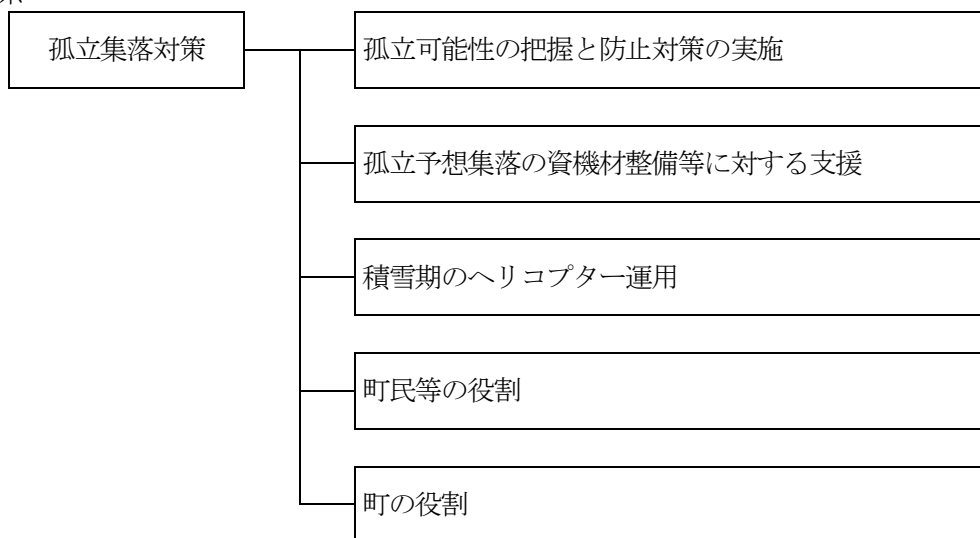 孤立集落対策
孤立可能性の把握と防止対策の実施
孤立予想集落の資機材整備等に対する支援
積雪期のヘリコプター運用
町民等の役割
町の役割